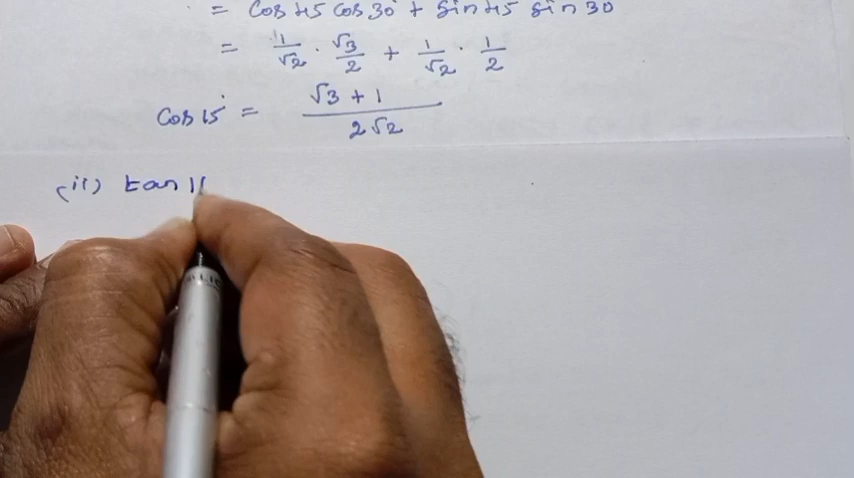 = Cos 45 cos 30 + Sin 45 sin 30
= 1/√2 · √3/2 + 1/√2 · 1/2
Cos 15° = (√3 + 1)/(2√2)
(ii) tan 1